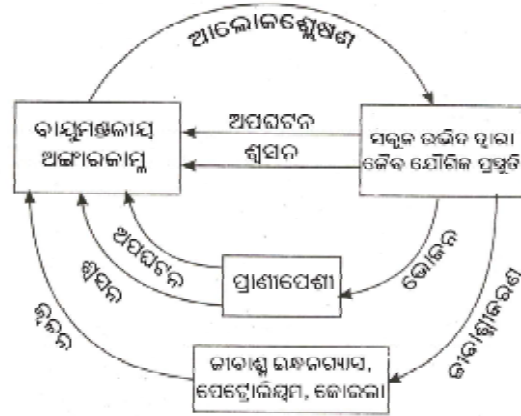 ଆଲୋକଶ୍ଳେଷଣ
ବାୟୁମଣ୍ଡଳୀୟ
ଅଙ୍ଗାରକାମ୍ଳ
ଅପଘଟନ
ଶ୍ୱସନ
ସବୁଜ ଉଦ୍ଭିଦ ଦ୍ୱାରା
ଜୈବ ଯୌଗିକ ପ୍ରସ୍ତୁତି
ଅପଘଟନ
ଶ୍ୱସନ
ପ୍ରାଣୀପେଶୀ
ଭୋଜନ
ଜୀବାଶ୍ମୀକରଣ
ଜ୍ୱଳନ
ଜୀବାଶ୍ମ ଇନ୍ଧନଗ୍ୟାସ,
ପେଟ୍ରୋଲିୟମ, କୋଇଲା